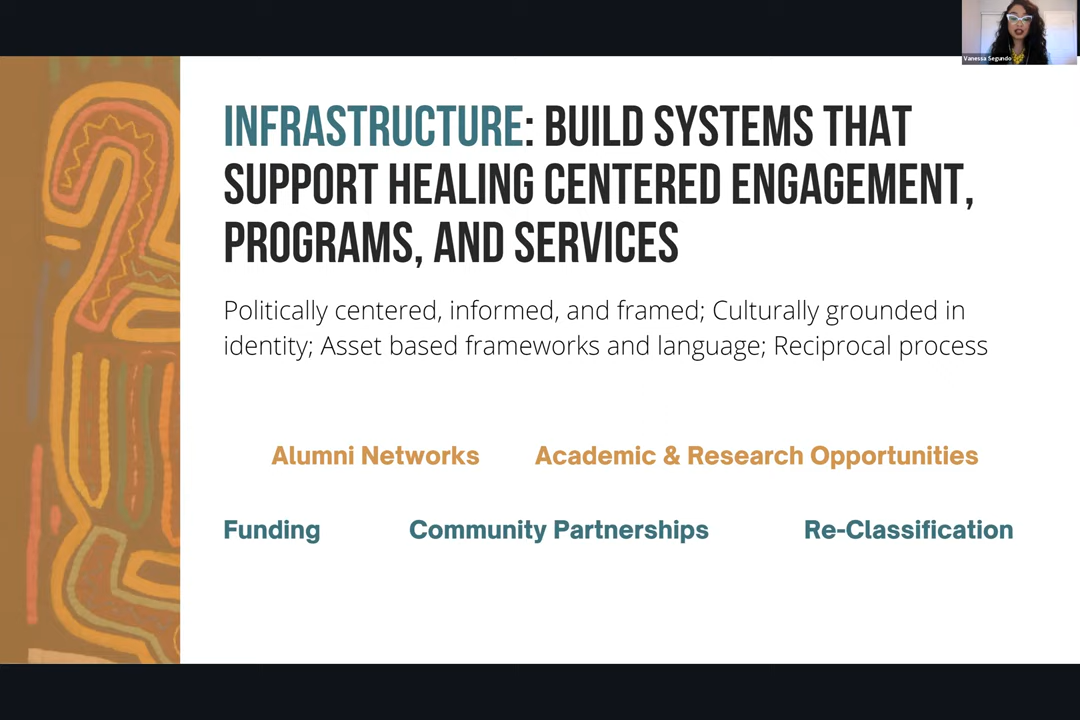 Vanessa Segundo
INFRASTRUCTURE: BUILD SYSTEMS THAT
SUPPORT HEALING CENTERED ENGAGEMENT,
PROGRAMS, AND SERVICES
Politically centered, informed, and framed; Culturally grounded in
identity; Asset based frameworks and language; Reciprocal process
Alumni Networks Academic & Research Opportunities
Funding Community Partnerships Re-Classification